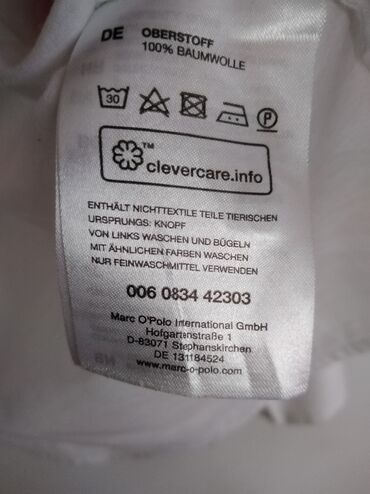 DE OBERSTOFF
100% BAUMWOLLE
30
P
clevercare.info™
ENTHÄLT NICHTTEXTILE TEILE TIERISCHEN
URSPRUNGS: KNOPF
VON LINKS WASCHEN UND BÜGELN
MIT ÄHNLICHEN FARBEN WASCHEN
NUR FEINWASCHMITTEL VERWENDEN
006 0834 42303
Marc O'Polo International GmbH
Hofgartenstraße 1
D-83071 Stephanskirchen
DE 131184524
www.marc-o-polo.com